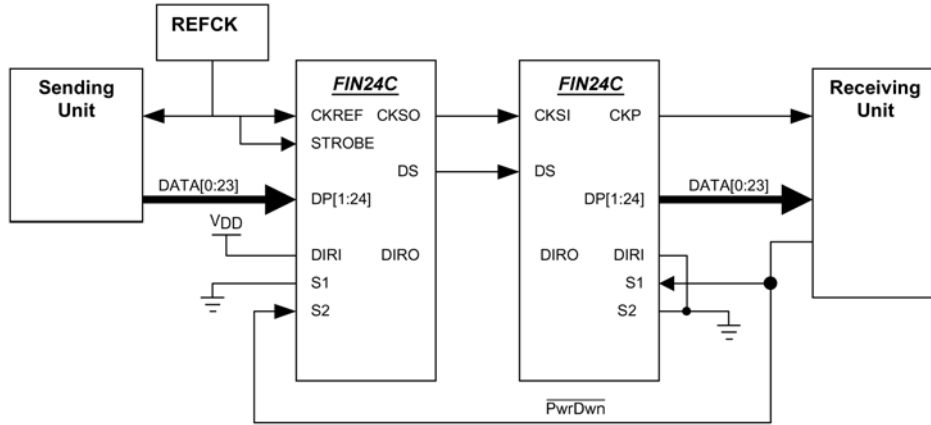 REFCK
Sending
Unit
FIN24C
CKREF CKSO
STROBE
DS
DP[1:24]
DIRI DIRO
S1
S2
DATA[0:23]
VDD
FIN24C
CKSI CKP
DS
DP[1:24]
DIRO DIRI
S1
S2
DATA[0:23]
Receiving
Unit
PwrDwn